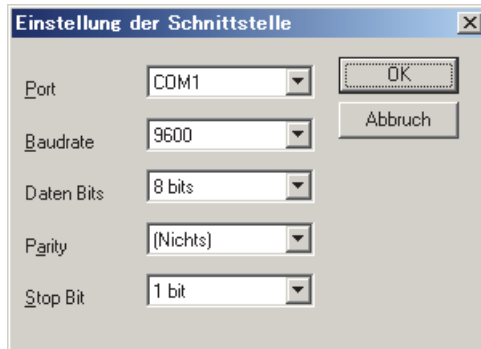 Einstellung der Schnittstelle
Port COM1 OK
Abbruch
Baudrate 9600
Daten Bits 8 bits
Parity (Nichts)
Stop Bit 1 bit